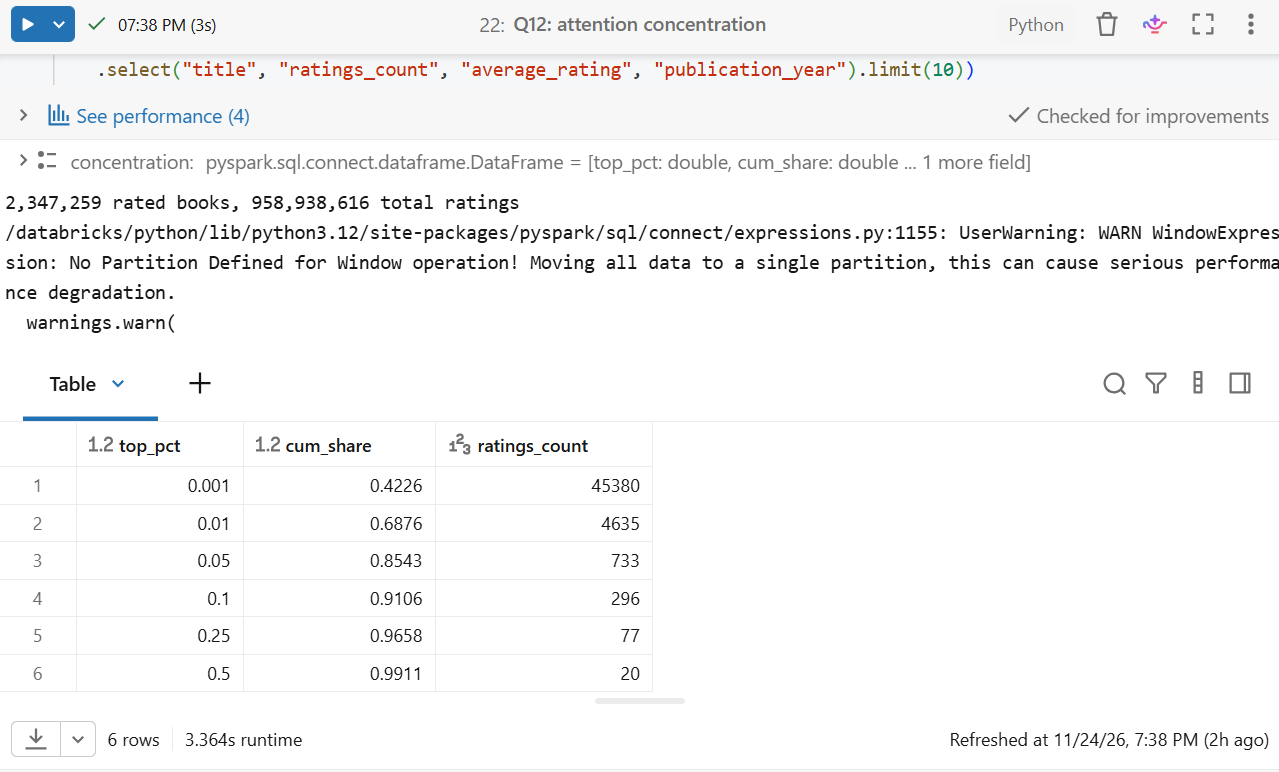 07:38 PM (3s)
22: Q12: attention concentration
Python
.select("title", "ratings_count", "average_rating", "publication_year").limit(10))
See performance (4)
Checked for improvements
concentration: pyspark.sql.connect.dataframe.DataFrame = [top_pct: double, cum_share: double ... 1 more field]
2,347,259 rated books, 958,938,616 total ratings
/databricks/python/lib/python3.12/site-packages/pyspark/sql/connect/expressions.py:1155: UserWarning: WARN WindowExpres
sion: No Partition Defined for Window operation! Moving all data to a single partition, this can cause serious performa
nce degradation.
warnings.warn(
Table
1.2 top_pct 1.2 cum_share 123 ratings_count
1 0.001 0.4226 45380
2 0.01 0.6876 4635
3 0.05 0.8543 733
4 0.1 0.9106 296
5 0.25 0.9658 77
6 0.5 0.9911 20
6 rows 3.364s runtime
Refreshed at 11/24/26, 7:38 PM (2h ago)